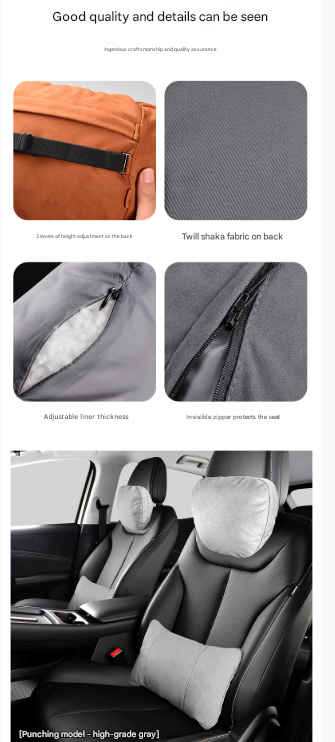 Good quality and details can be seen
Ingenious craftsmanship and quality assurance
3 levels of height adjustment on the back
Twill shaka fabric on back
Adjustable liner thickness
Invisible zipper protects the seat
[Punching model - high-grade gray]